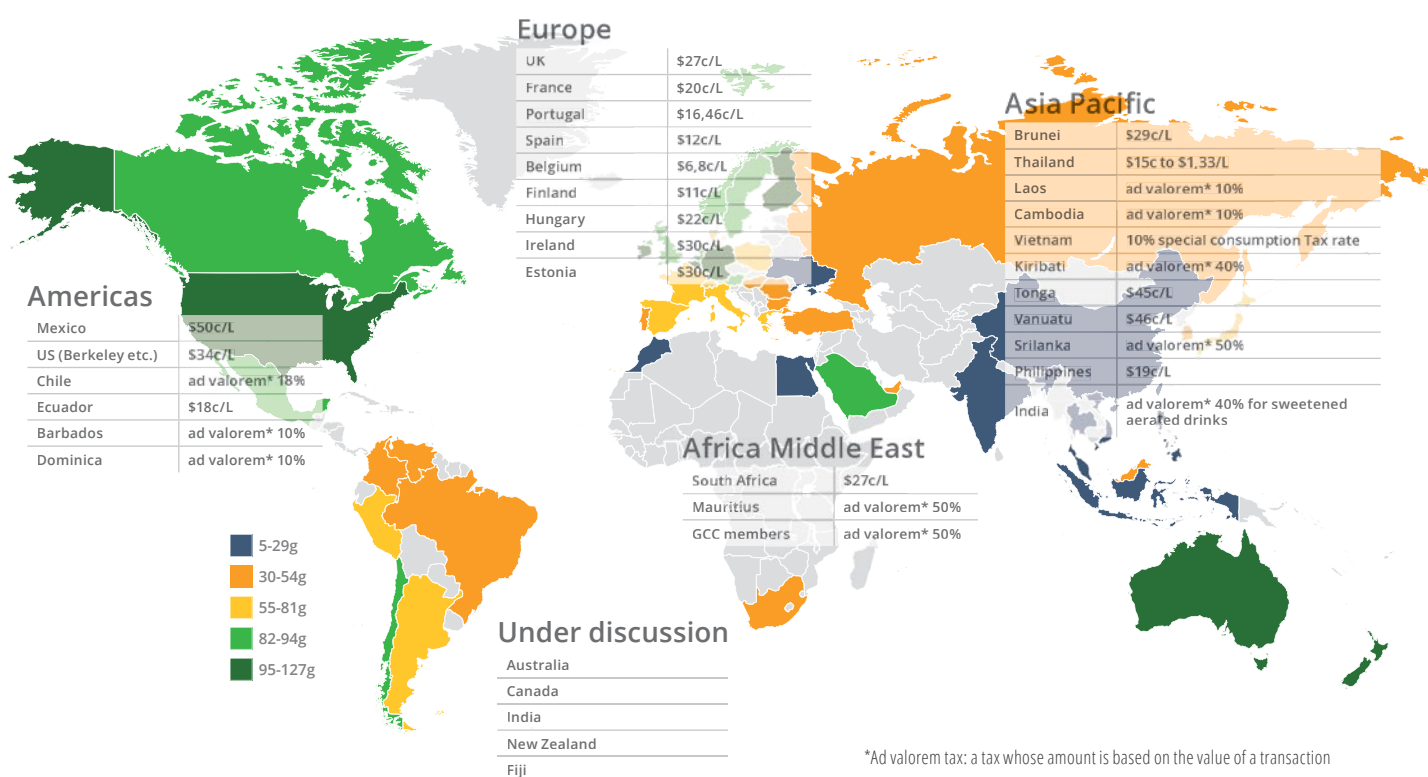 Europe
UK $27c/L
France $20c/L
Portugal $16,46c/L
Spain $12c/L
Belgium $6,8c/L
Finland $11c/L
Hungary $22c/L
Ireland $30c/L
Estonia $30c/L
Asia Pacific
Brunei $29c/L
Thailand $15c to $1,33/L
Laos ad valorem* 10%
Cambodia ad valorem* 10%
Vietnam 10% special consumption Tax rate
Kiribati ad valorem* 40%
Tonga $45c/L
Vanuatu $46c/L
Srilanka ad valorem* 50%
Philippines $19c/L
India ad valorem* 40% for sweetened
aerated drinks
Americas
Mexico $50c/L
US (Berkeley etc.) $34c/L
Chile ad valorem* 18%
Ecuador $18c/L
Barbados ad valorem* 10%
Dominica ad valorem* 10%
Africa Middle East
South Africa $27c/L
Mauritius ad valorem* 50%
GCC members ad valorem* 50%
5-29g
30-54g
55-81g
82-94g
95-127g
Under discussion
Australia
Canada
India
New Zealand
Fiji
*Ad valorem tax: a tax whose amount is based on the value of a transaction